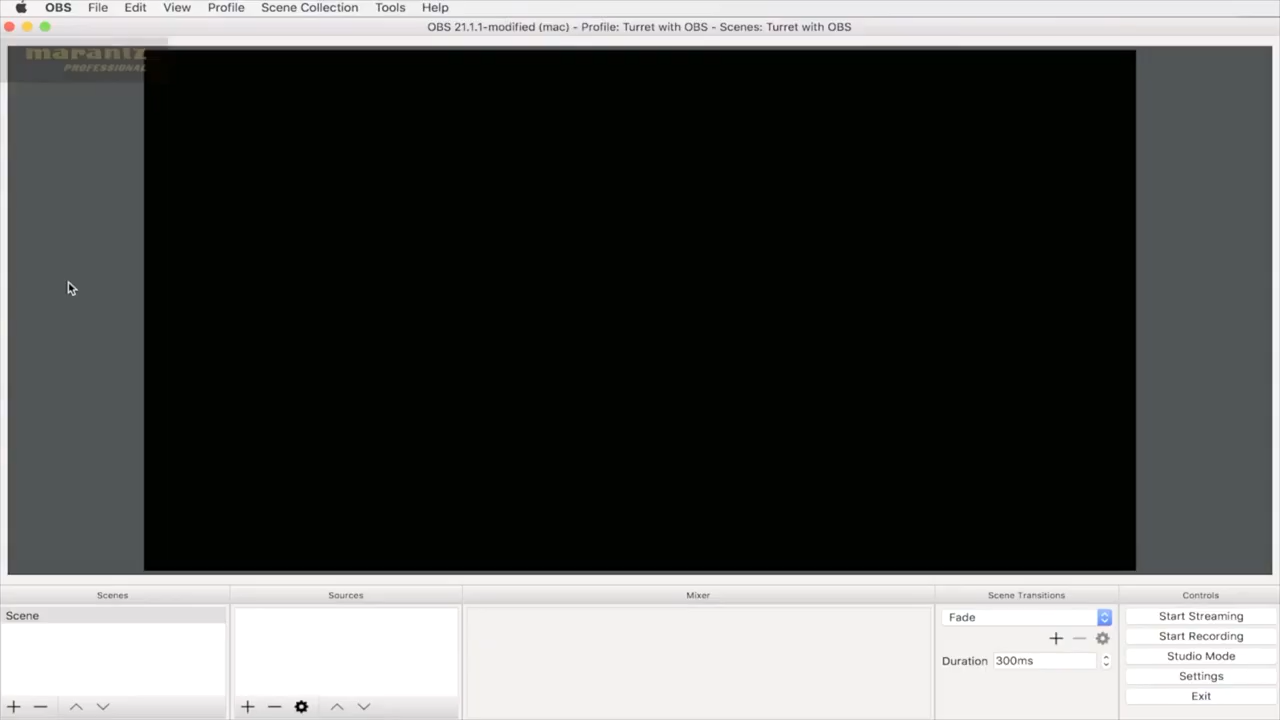 OBS File Edit View Profile Scene Collection Tools Help
OBS 21.1.1-modified (mac) - Profile: Turret with OBS - Scenes: Turret with OBS
marantz
PROFESSIONAL
Scenes
Scene
Sources
Mixer
Scene Transitions
Fade
Duration 300ms
Controls
Start Streaming
Start Recording
Studio Mode
Settings
Exit